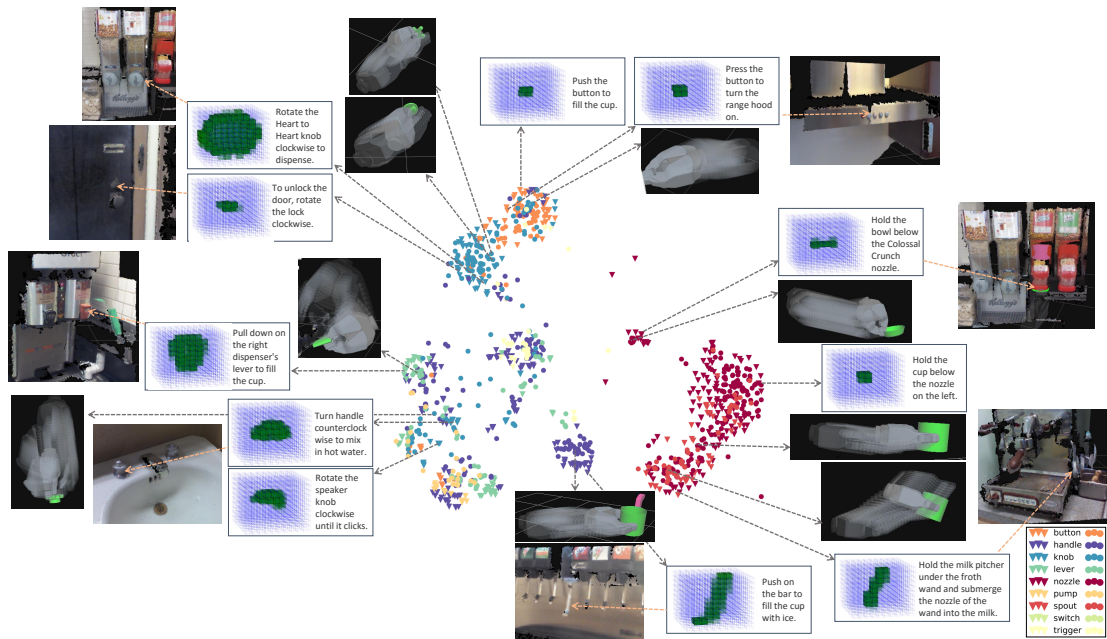 Push the
button to
fill the cup.
Press the
button to
turn the
range hood
on.
Rotate the
Heart to
Heart knob
clockwise to
dispense.
To unlock the
door, rotate
the lock
clockwise.
Hold the
bowl below
the Colossal
Crunch
nozzle.
Pull down on
the right
dispenser's
lever to fill
the cup.
Hold the
cup below
the nozzle
on the left.
Turn handle
counterclock
wise to mix
in hot water.
Rotate the
speaker
knob
clockwise
until it clicks.
Push on
the bar to
fill the cup
with ice.
Hold the milk pitcher
under the froth
wand and submerge
the nozzle of the
wand into the milk.
button
handle
knob
lever
nozzle
pump
spout
switch
trigger
Kellogg's
Kellogg's